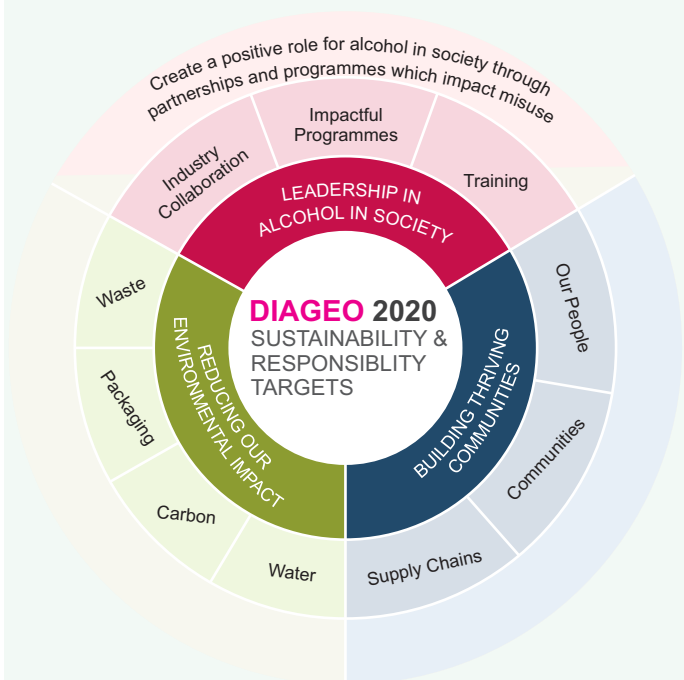 Create a positive role for alcohol in society through
partnerships and programmes which impact misuse
Industry
Collaboration
Impactful
Programmes
Training
LEADERSHIP IN
ALCOHOL IN SOCIETY
Waste
Packaging
Carbon
Water
REDUCING OUR
ENVIRONMENTAL IMPACT
DIAGEO 2020
SUSTAINABILITY &
RESPONSIBLITY
TARGETS
BUILDING THRIVING
COMMUNITIES
Our People
Communities
Supply Chains